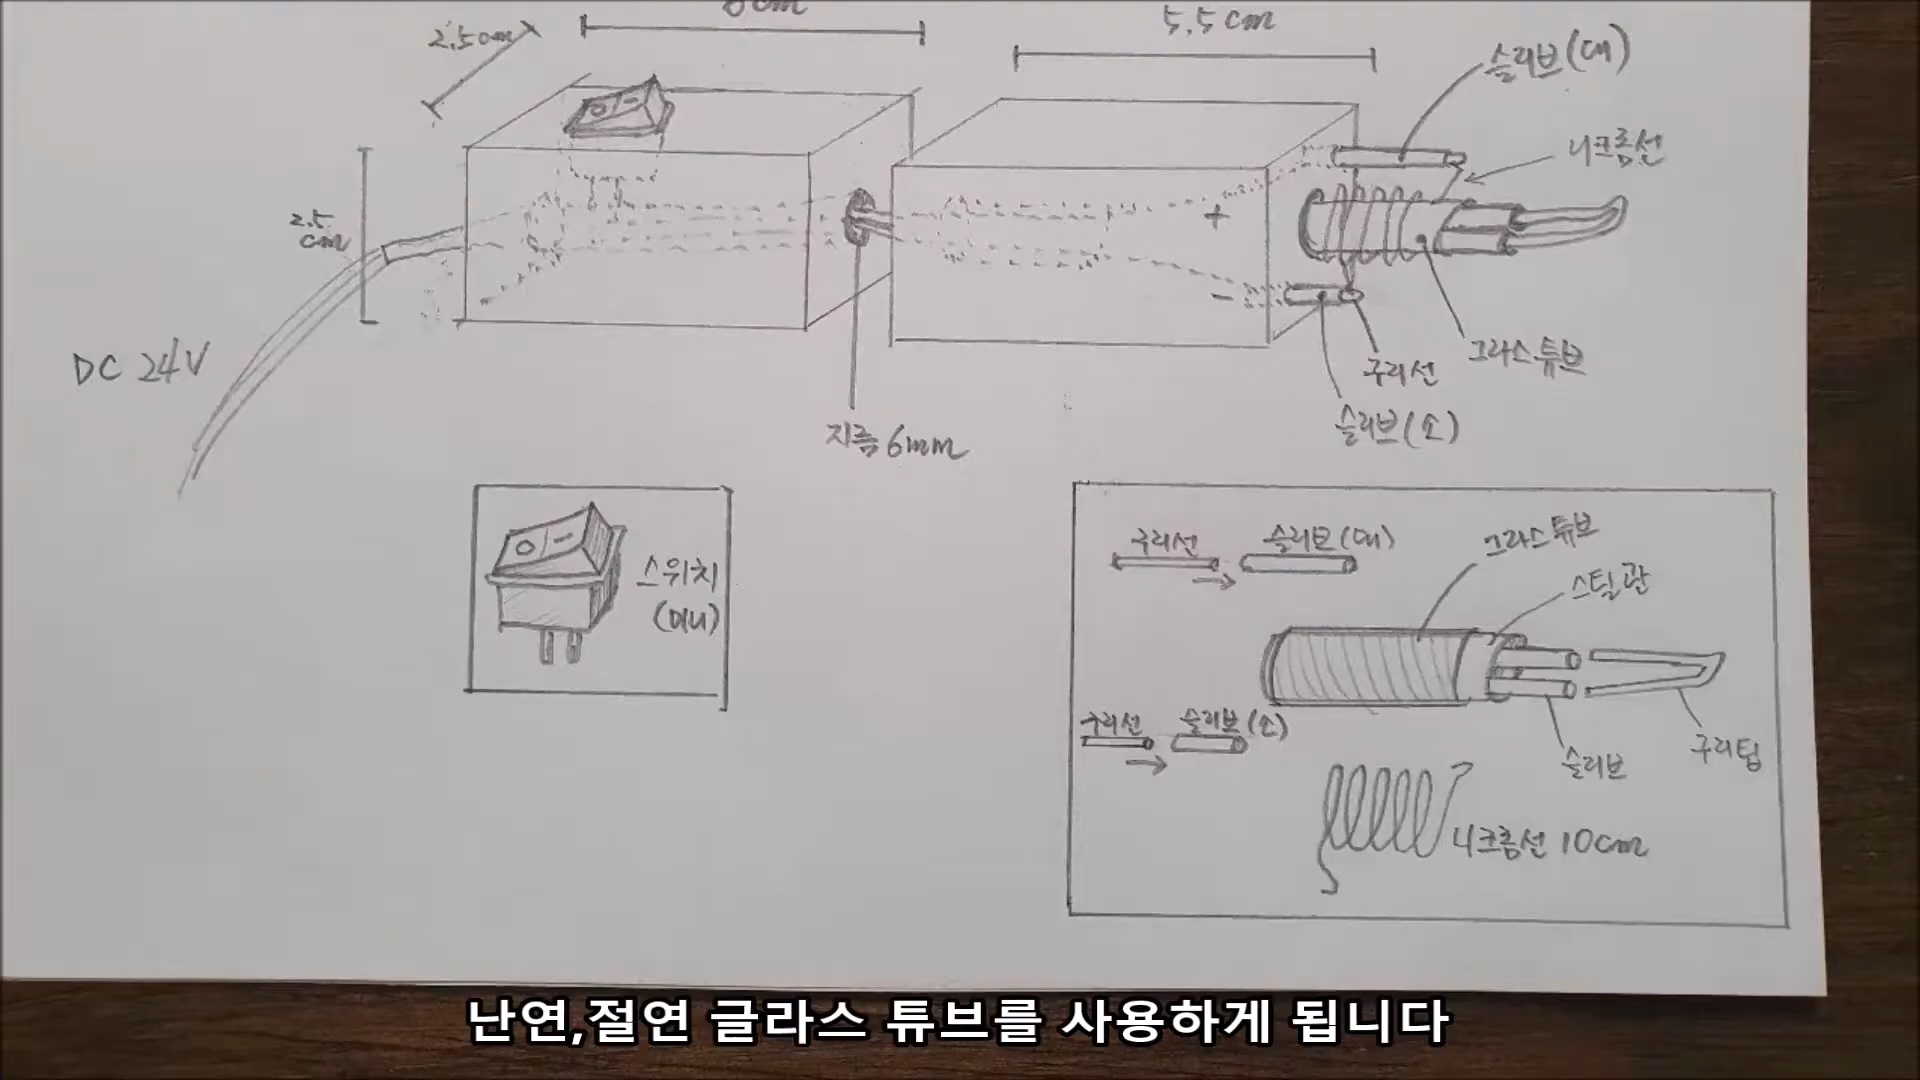 2.5cm
5.5cm
슬리브(대)
니크롬선
2.5
cm
+
-
DC 24V
지름 6mm
구리선
그라스튜브
슬리브(소)
스위치
(미니)
구리선
슬리브(대)
그라스튜브
스틸관
구리선
슬리브(소)
슬리브
구리팁
니크롬선 10cm
난연,절연 글라스 튜브를 사용하게 됩니다